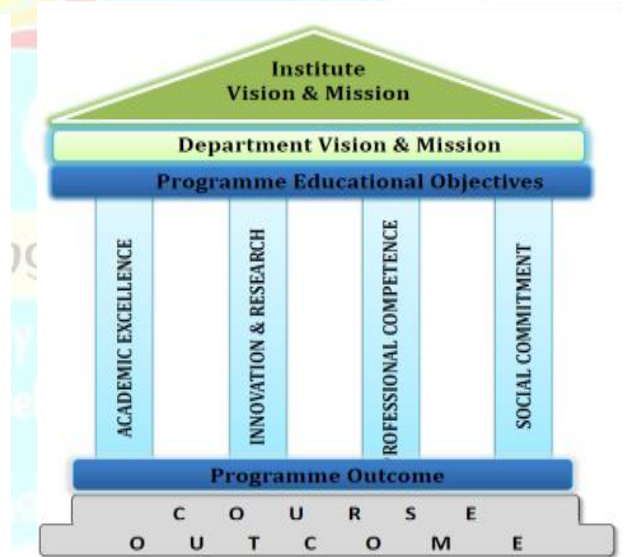 Institute
Vision & Mission
Department Vision & Mission
Programme Educational Objectives
ACADEMIC EXCELLENCE
INNOVATION & RESEARCH
PROFESSIONAL COMPETENCE
SOCIAL COMMITMENT
Programme Outcome
C O U R S E
O U T C O M E